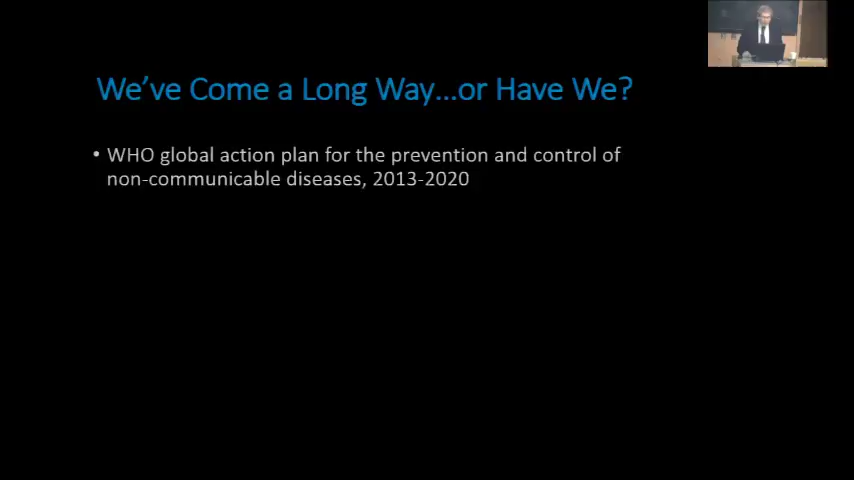 We’ve Come a Long Way...or Have We?
• WHO global action plan for the prevention and control of
non-communicable diseases, 2013-2020